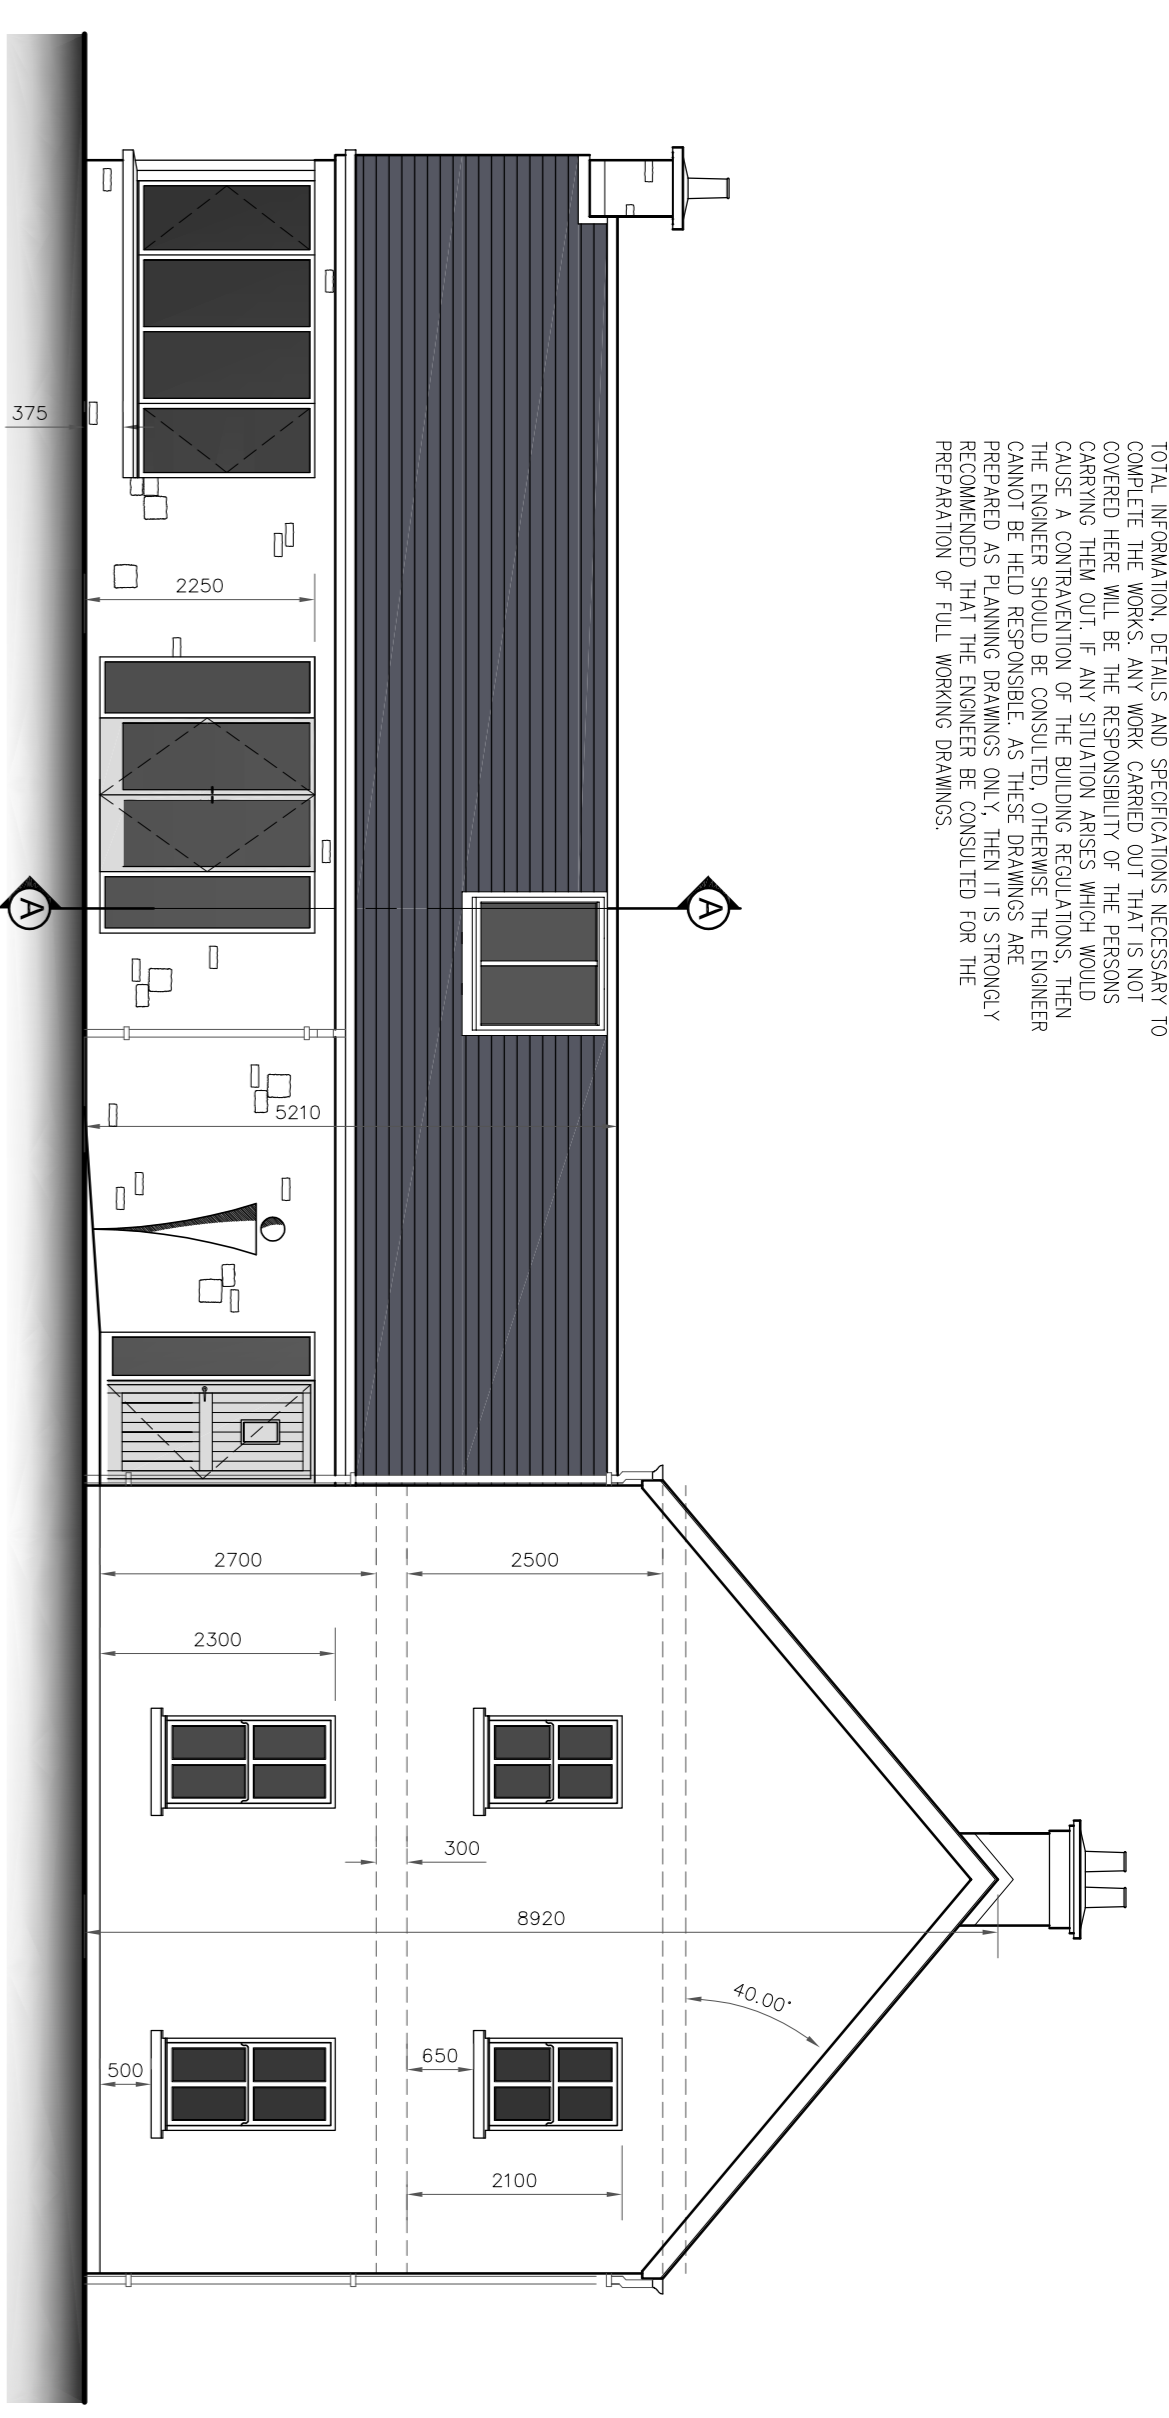 TOTAL INFORMATION, DETAILS AND SPECIFICATIONS NECESSARY TO
COMPLETE THE WORKS. ANY WORK CARRIED OUT THAT IS NOT
COVERED HERE WILL BE THE RESPONSIBILITY OF THE PERSONS
CARRYING THEM OUT. IF ANY SITUATION ARISES WHICH WOULD
CAUSE A CONTRAVENTION OF THE BUILDING REGULATIONS, THEN
THE ENGINEER SHOULD BE CONSULTED, OTHERWISE THE ENGINEER
CANNOT BE HELD RESPONSIBLE. AS THESE DRAWINGS ARE
PREPARED AS PLANNING DRAWINGS ONLY, THEN IT IS STRONGLY
RECOMMENDED THAT THE ENGINEER BE CONSULTED FOR THE
PREPARATION OF FULL WORKING DRAWINGS.
375
2250
A
A
5210
2700
2500
2300
300
8920
40.00°
500
650
2100